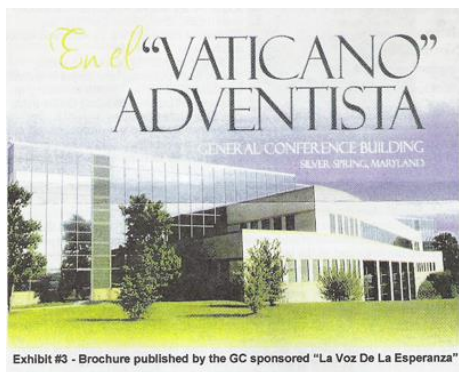 En el “VATICANO”
ADVENTISTA
GENERAL CONFERENCE BUILDING
SILVER SPRING, MARYLAND
Exhibit #3 - Brochure published by the GC sponsored “La Voz De La Esperanza”